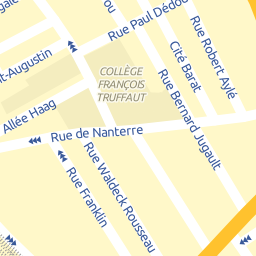 Rue Paul Dédou
Cité Barat
Rue Robert Aylé
COLLÈGE
FRANÇOIS
TRUFFAUT
t-Augustin
Allée Haag
Rue Bernard Jugault
Rue de Nanterre
Rue Franklin
Rue Waldeck Rousseau